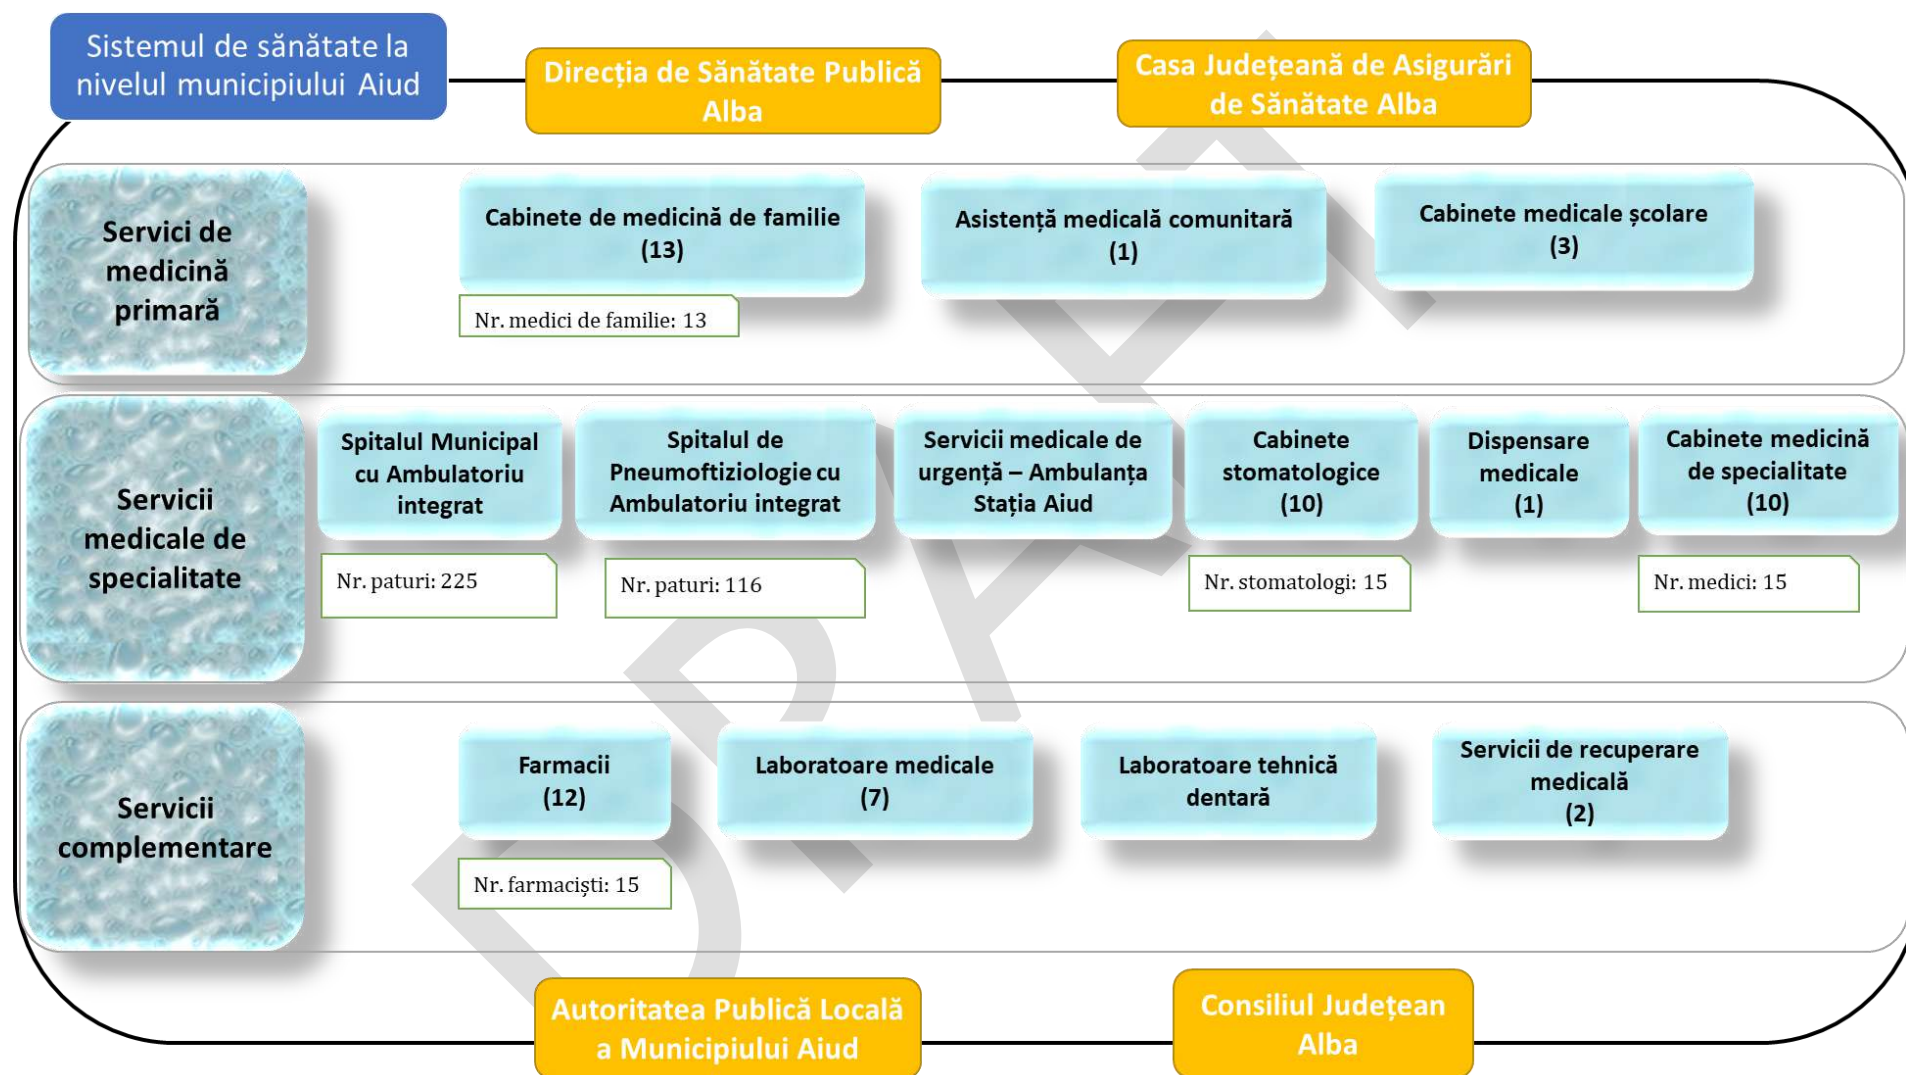 Sistemul de sănătate la
nivelul municipiului Aiud
Direcția de Sănătate Publică
Alba
Casa Județeană de Asigurări
de Sănătate Alba
Servici de
medicină
primară
Cabinete de medicină de familie
(13)
Nr. medici de familie: 13
Asistență medicală comunitară
(1)
Cabinete medicale școlare
(3)
Servicii
medicale de
specialitate
Spitalul Municipal
cu Ambulatoriu
integrat
Nr. paturi: 225
Spitalul de
Pneumoftiziologie cu
Ambulatoriu integrat
Nr. paturi: 116
Servicii medicale de
urgență – Ambulanța
Stația Aiud
Cabinete
stomatologice
(10)
Nr. stomatologi: 15
Dispensare
medicale
(1)
Cabinete medicină
de specialitate
(10)
Nr. medici: 15
Servicii
complementare
Farmacii
(12)
Nr. farmaciști: 15
Laboratoare medicale
(7)
Laboratoare tehnică
dentară
Servicii de recuperare
medicală
(2)
Autoritatea Publică Locală
a Municipiului Aiud
Consiliul Județean
Alba
DRAFT